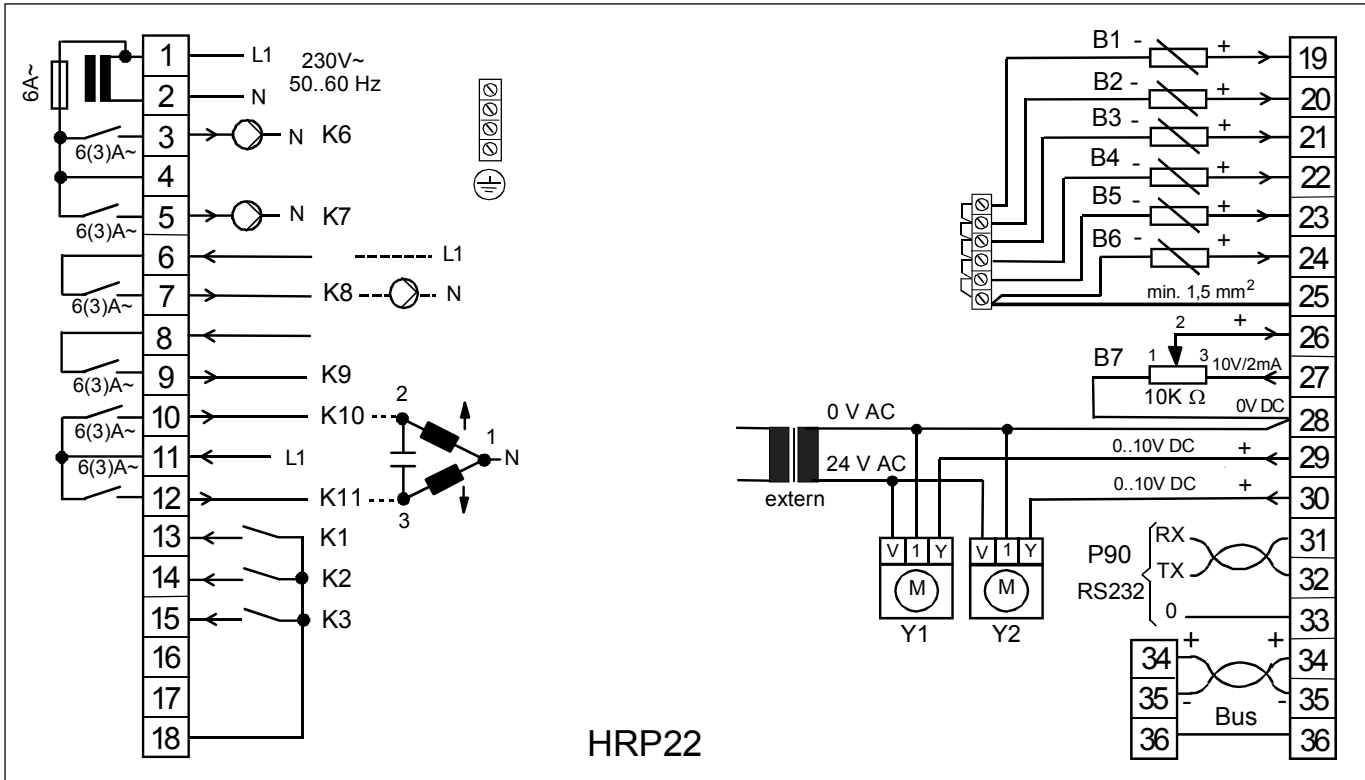 6A~
1 L1 230V~
50..60 Hz
2 N
3 N K6
6(3)A~
4
5 N K7
6(3)A~
6 L1
7 K8 N
6(3)A~
8
9 K9
6(3)A~
10 K10 2
6(3)A~
11 L1 1 N
6(3)A~
12 K11 3
13 K1
14 K2
15 K3
16
17
18
B1 - + 19
B2 - + 20
B3 - + 21
B4 - + 22
B5 - + 23
B6 - + 24
min. 1,5 mm² 25
2 + 26
B7 1 3 10V/2mA 27
10K Ω
0 V AC 0V DC 28
24 V AC 0..10V DC + 29
extern 0..10V DC + 30
V 1 Y V 1 Y
M M
Y1 Y2
P90 RX 31
RS232 TX 32
0 33
34 + + 34
35 - - 35
Bus
36 36
HRP22